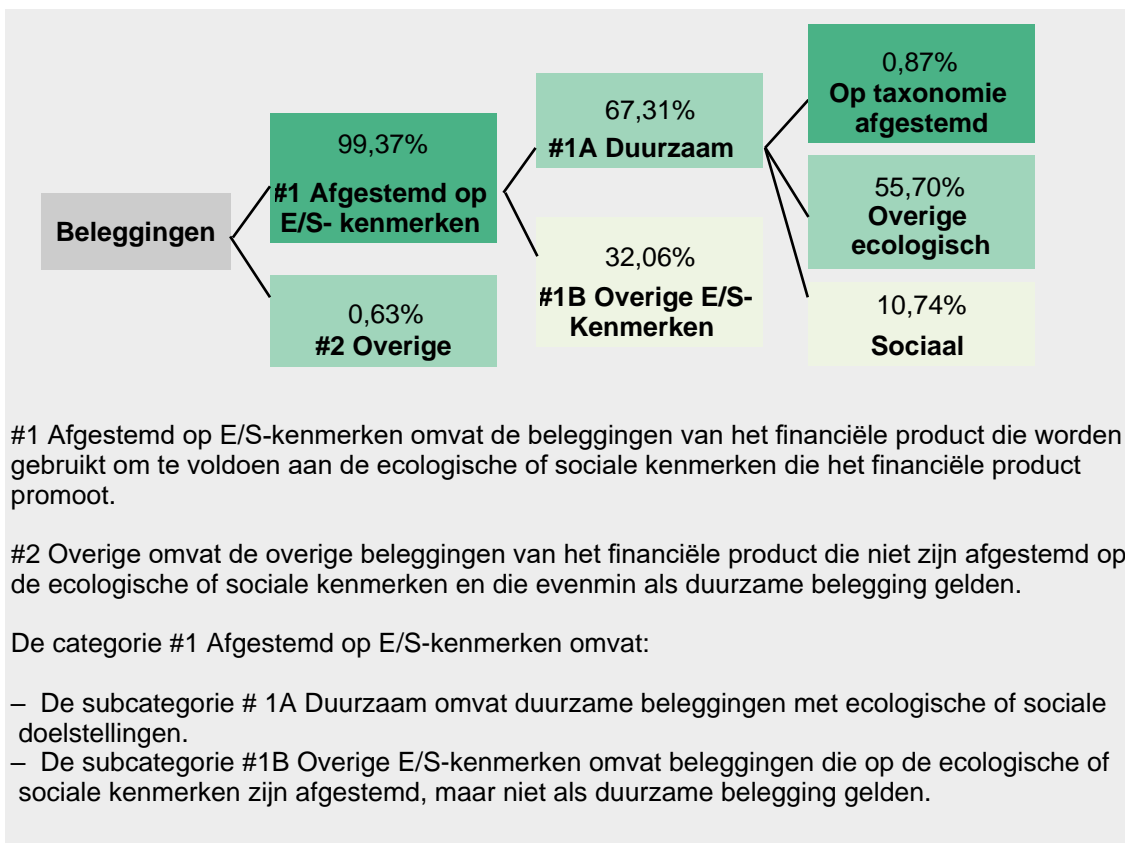 Beleggingen
99,37%
#1 Afgestemd op
E/S- kenmerken
0,63%
#2 Overige
67,31%
#1A Duurzaam
32,06%
#1B Overige E/S-
Kenmerken
0,87%
Op taxonomie
afgestemd
55,70%
Overige
ecologisch
10,74%
Sociaal
#1 Afgestemd op E/S-kenmerken omvat de beleggingen van het financiële product die worden
gebruikt om te voldoen aan de ecologische of sociale kenmerken die het financiële product
promoot.
#2 Overige omvat de overige beleggingen van het financiële product die niet zijn afgestemd op
de ecologische of sociale kenmerken en die evenmin als duurzame belegging gelden.
De categorie #1 Afgestemd op E/S-kenmerken omvat:
– De subcategorie # 1A Duurzaam omvat duurzame beleggingen met ecologische of sociale
doelstellingen.
– De subcategorie #1B Overige E/S-kenmerken omvat beleggingen die op de ecologische of
sociale kenmerken zijn afgestemd, maar niet als duurzame belegging gelden.